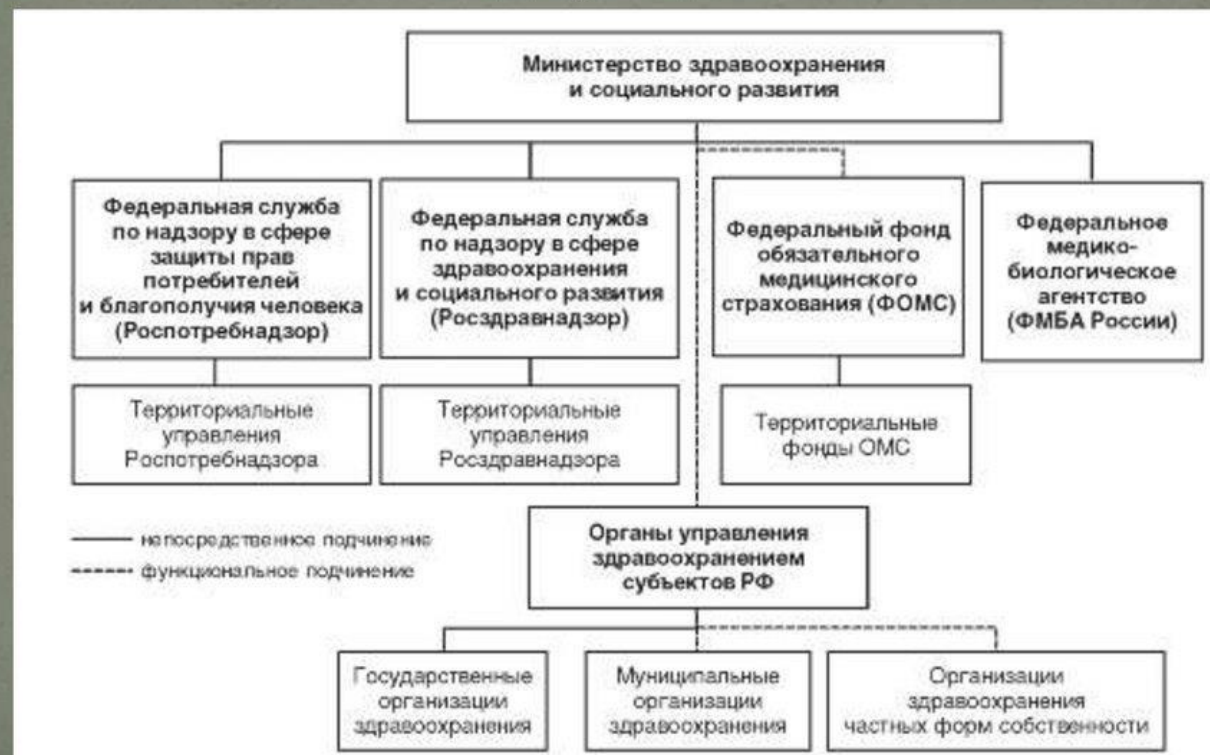 Министерство здравоохранения
и социального развития
Федеральная служба
по надзору в сфере
защиты прав
потребителей
и благополучия человека
(Роспотребнадзор)
Федеральная служба
по надзору в сфере
здравоохранения
и социального развития
(Росздравнадзор)
Федеральный фонд
обязательного
медицинского
страхования (ФОМС)
Федеральное
медико-
биологическое
агентство
(ФМБА России)
Территориальные
управления
Роспотребнадзора
Территориальные
управления
Росздравнадзора
Территориальные
фонды ОМС
непосредственное подчинение
функциональное подчинение
Органы управления
здравоохранением
субъектов РФ
Государственные
организации
здравоохранения
Муниципальные
организации
здравоохранения
Организации
здравоохранения
частных форм собственности